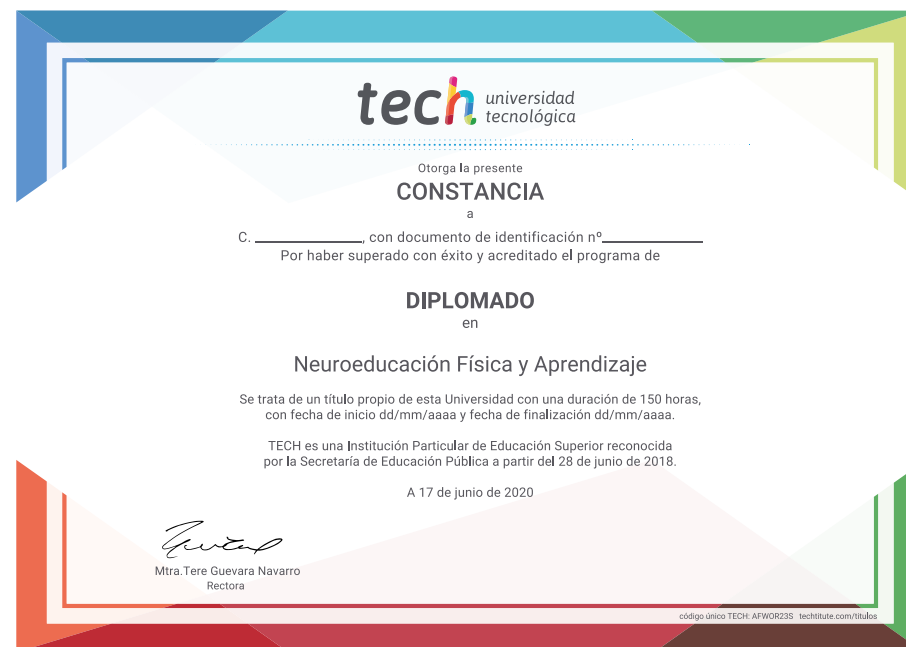 tech universidad
tecnológica
Otorga la presente
CONSTANCIA
a
C. ____________, con documento de identificación nº____________
Por haber superado con éxito y acreditado el programa de
DIPLOMADO
en
Neuroeducación Física y Aprendizaje
Se trata de un título propio de esta Universidad con una duración de 150 horas,
con fecha de inicio dd/mm/aaaa y fecha de finalización dd/mm/aaaa.
TECH es una Institución Particular de Educación Superior reconocida
por la Secretaría de Educación Pública a partir del 28 de junio de 2018.
A 17 de junio de 2020
Mtra.Tere Guevara Navarro
Rectora
código único TECH: AFWOR23S techtitute.com/titulos